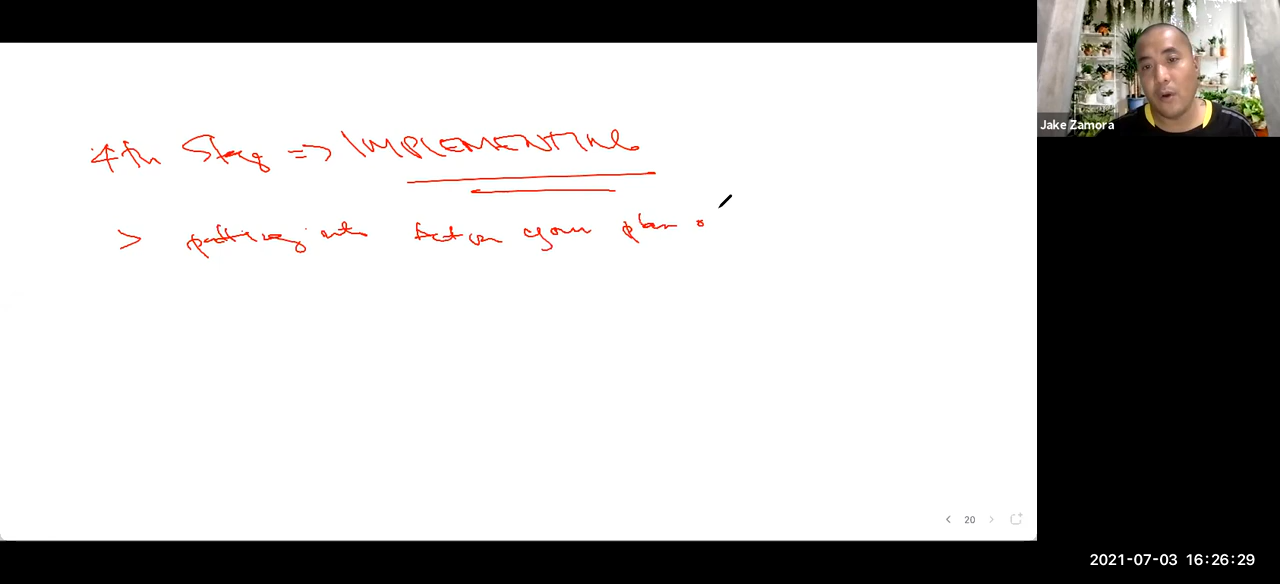 4th Stage => IMPLEMENTING
> putting into action your plan.
Jake Zamora
20
2021-07-03 16:26:29